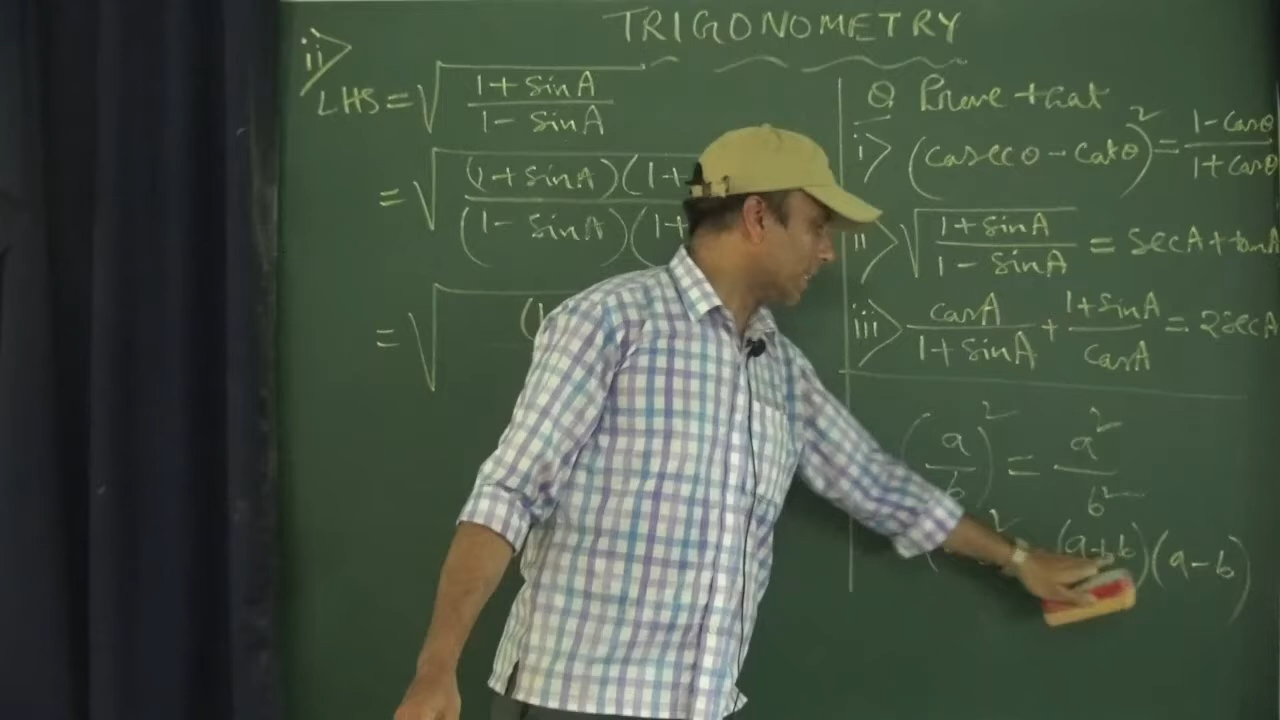 TRIGONOMETRY
ii>
LHS = √((1 + sinA)/(1 - sinA))
= √((1 + sinA)(1+ / (1 - sinA)(1+
= √ (1
Q Prove that
i> (cosecθ - cotθ)² = (1 - cosθ)/(1 + cosθ)
ii> √((1 + sinA)/(1 - sinA)) = secA + tanA
iii> cosA/(1 + sinA) + (1 + sinA)/cosA = 2secA
(a/b)² = a²/b²
( ² (a-b)(a-b)